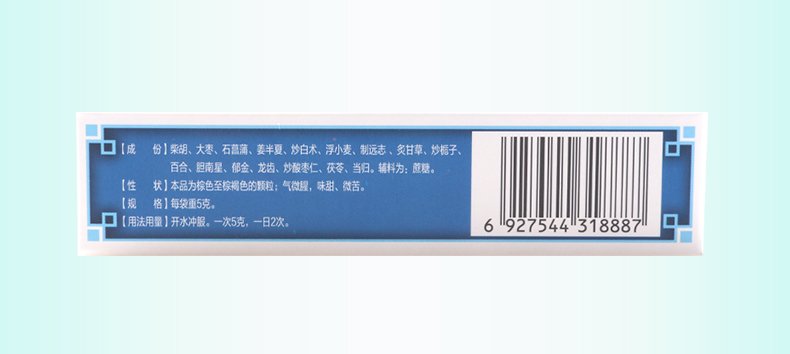 【成 份】柴胡、大枣、石菖蒲、姜半夏、炒白术、浮小麦、制远志、炙甘草、炒栀子、
百合、胆南星、郁金、龙齿、炒酸枣仁、茯苓、当归。辅料为：蔗糖。
【性 状】本品为棕色至棕褐色的颗粒；气微腥，味甜、微苦。
【规 格】每袋重5克。
【用法用量】开水冲服。一次5克，一日2次。
6 927544 318887